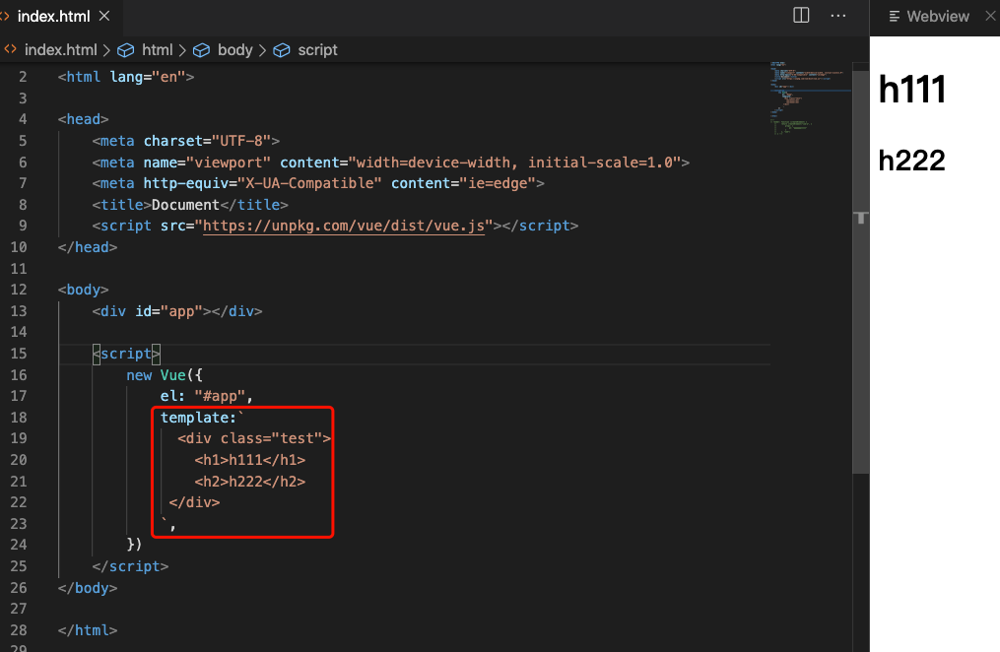 index.html
Webview
index.html > html > body > script
2 <html lang="en">
3
4 <head>
5 <meta charset="UTF-8">
6 <meta name="viewport" content="width=device-width, initial-scale=1.0">
7 <meta http-equiv="X-UA-Compatible" content="ie=edge">
8 <title>Document</title>
9 <script src="https://unpkg.com/vue/dist/vue.js"></script>
10 </head>
11
12 <body>
13 <div id="app"></div>
14
15 <script>
16 new Vue({
17 el: "#app",
18 template:`
19 <div class="test">
20 <h1>h111</h1>
21 <h2>h222</h2>
22 </div>
23 `,
24 })
25 </script>
26 </body>
27
28 </html>
29
h111
h222